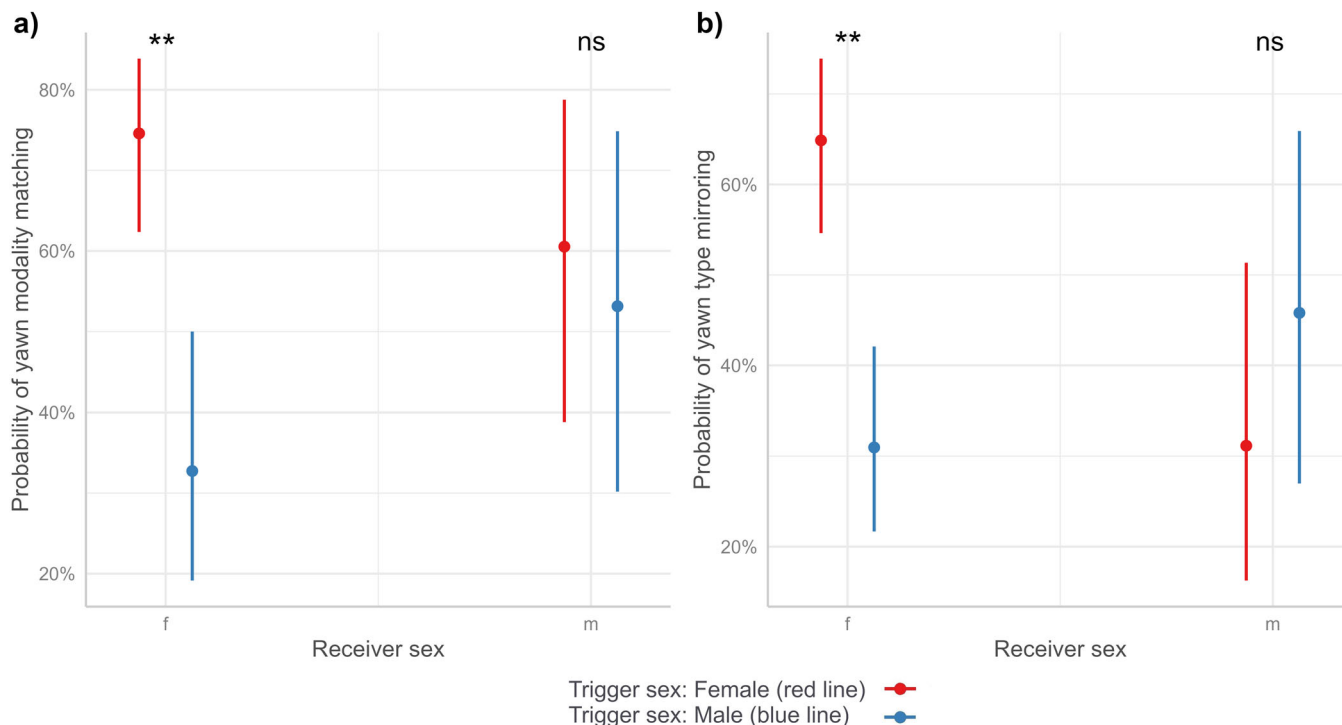 a)
**
ns
80%
60%
40%
20%
Probability of yawn modality matching
f
m
Receiver sex
b)
**
ns
60%
40%
20%
Probability of yawn type mirroring
f
m
Receiver sex
Trigger sex: Female (red line)
Trigger sex: Male (blue line)